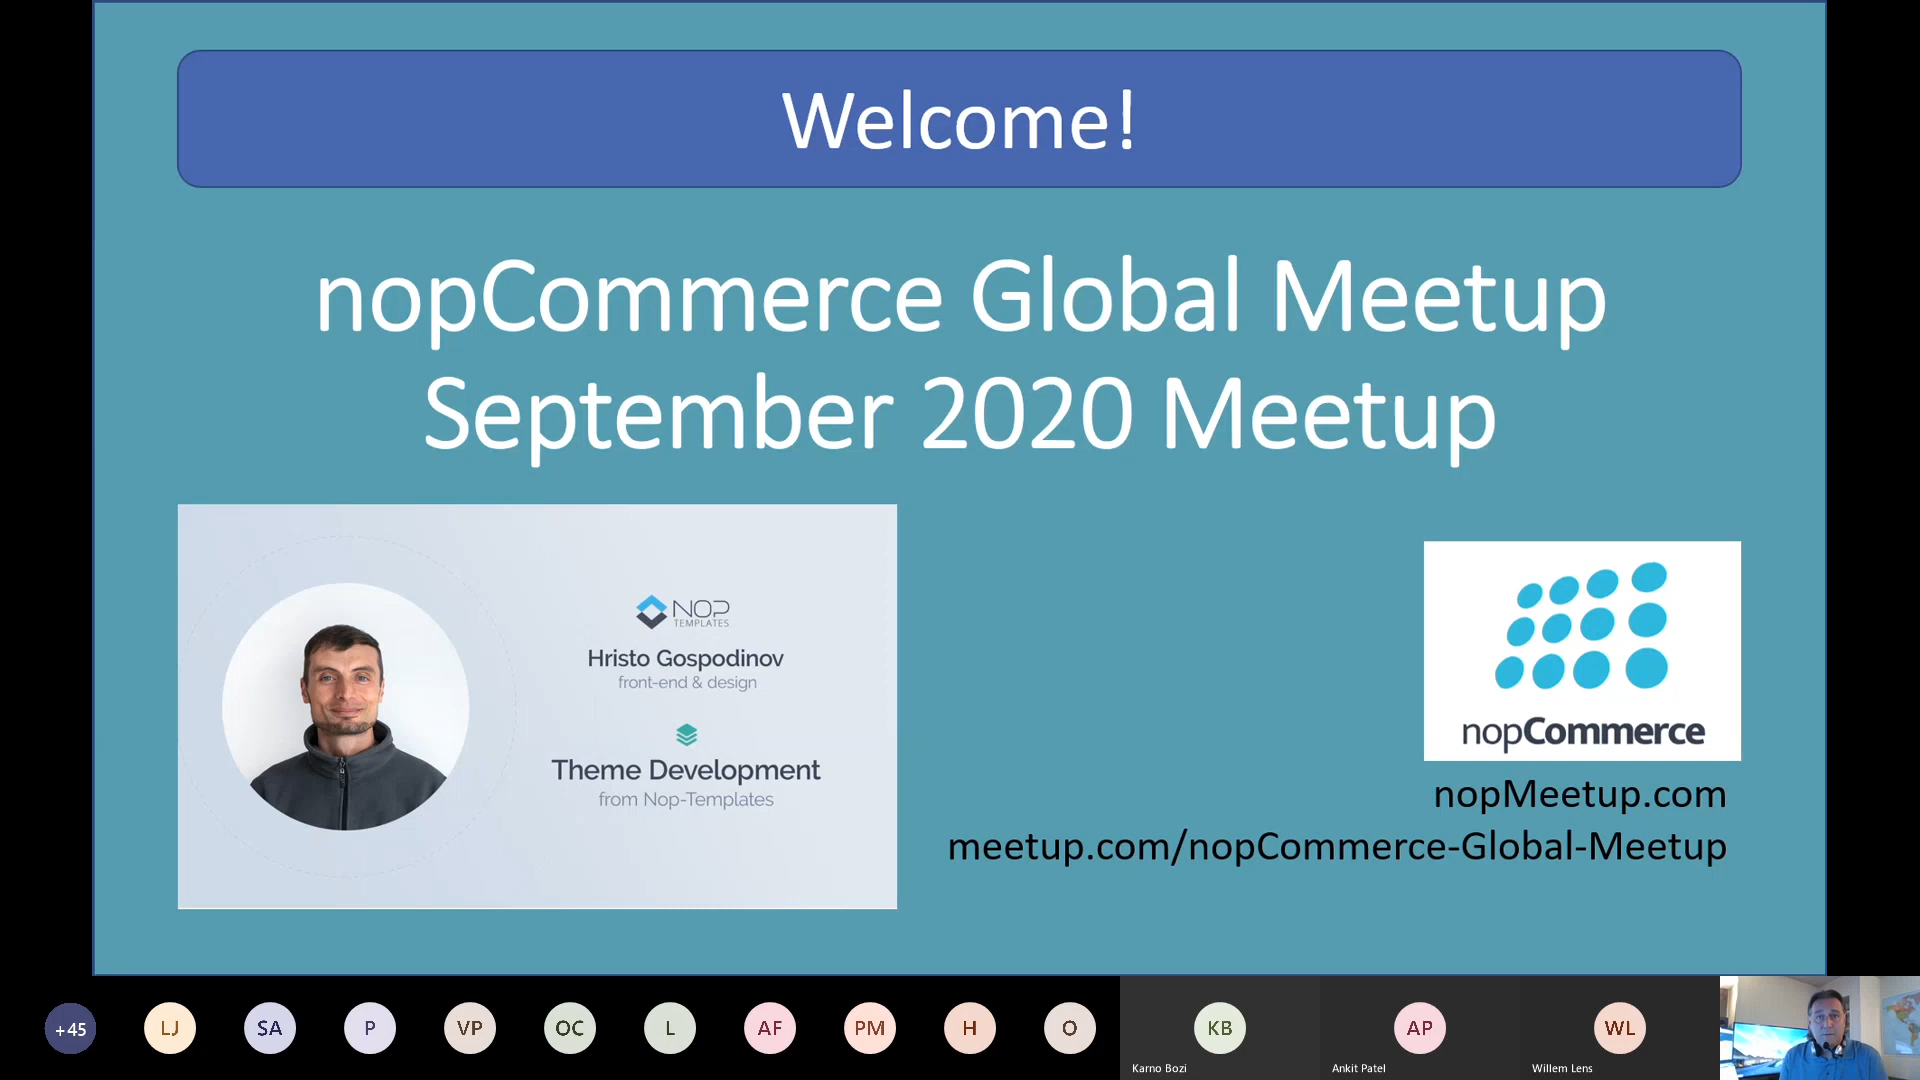 Welcome!
nopCommerce Global Meetup
September 2020 Meetup
NOP
TEMPLATES
Hristo Gospodinov
front-end & design
Theme Development
from Nop-Templates
nopCommerce
nopMeetup.com
meetup.com/nopCommerce-Global-Meetup
+45
LJ
SA
P
VP
OC
L
AF
PM
H
O
KB
AP
WL
Karno Bozi
Ankit Patel
Willem Lens